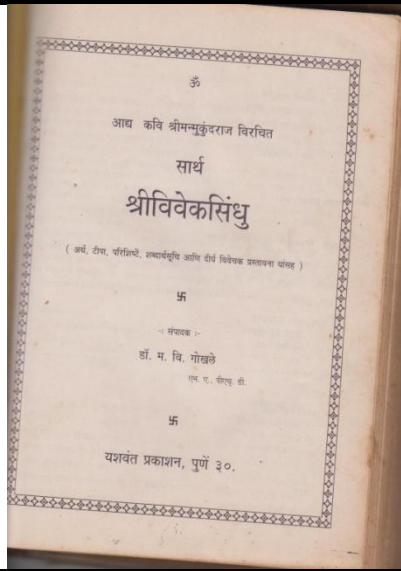 ॐ
आद्य कवि श्रीमन्मुकुंदराज विरचित
सार्थ
श्रीविवेकसिंधु
( अर्थ, टीपा, परिशिष्टें, शब्दार्थसूचि आणि दीर्घ विवेचक प्रस्तावना यांसह )
卐
-: संपादक :-
डॉ. म. वि. गोखले
एम. ए., पीएच्. डी.
卐
यशवंत प्रकाशन, पुणें ३०.